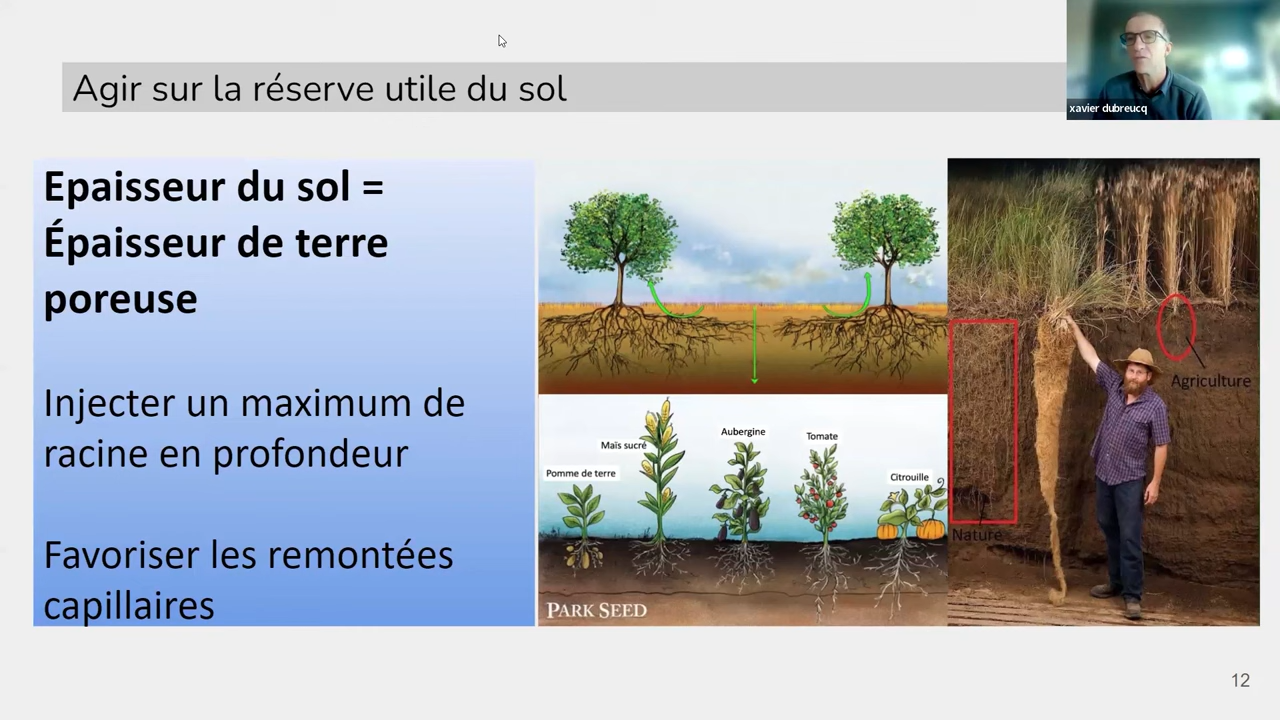 Agir sur la réserve utile du sol
xavier dubreucq
Epaisseur du sol =
Épaisseur de terre
poreuse
Injecter un maximum de
racine en profondeur
Favoriser les remontées
capillaires
Pomme de terre
Maïs sucré
Aubergine
Tomate
Citrouille
PARK SEED
Agriculture
Nature
12